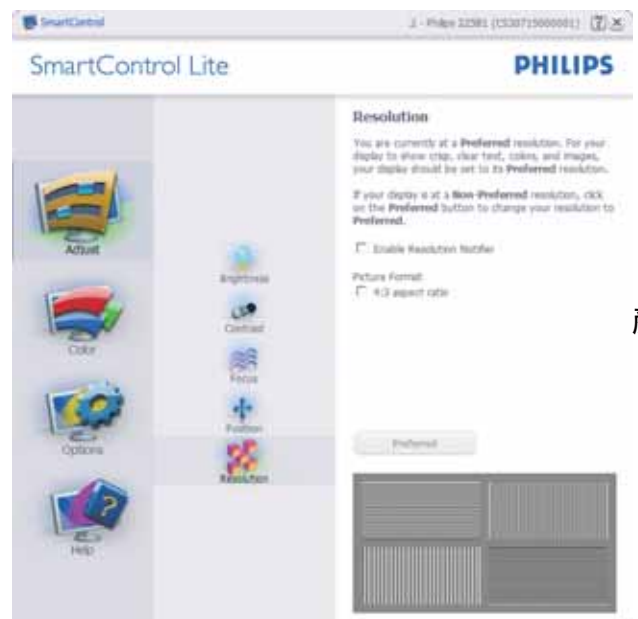 SmartControl
SmartControl Lite
PHILIPS
Adjust
Color
Options
Help
Brightness
Contrast
Focus
Position
Resolution
Resolution
You are currently at a Preferred resolution. For your
display to show crisp, clear text, colors, and images,
your display should be set to its Preferred resolution.
If your display is at a Non-Preferred resolution, click
on the Preferred button to change your resolution to
Preferred.
Enable Resolution Notifier
Picture Format
4:3 aspect ratio
Preferred